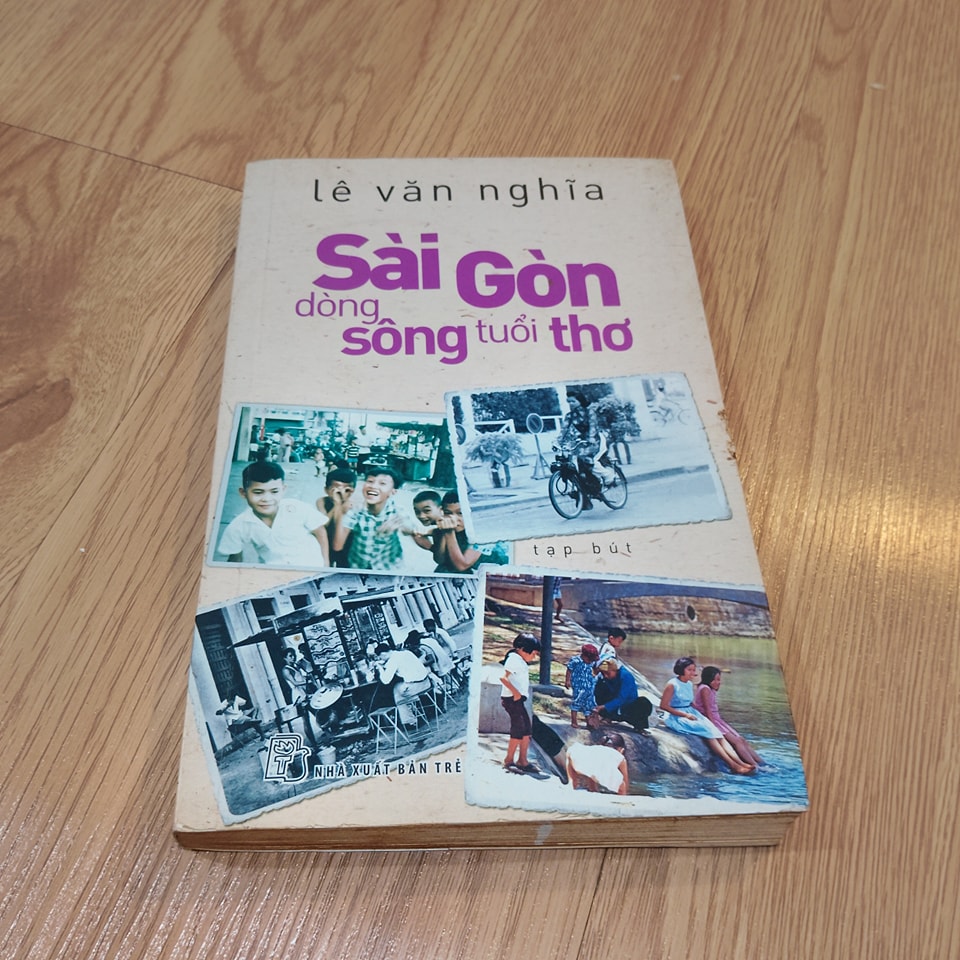 lê văn nghĩa
Sài Gòn
dòng
sông tuổi thơ
tạp bút
NHÀ XUẤT BẢN TRẺ